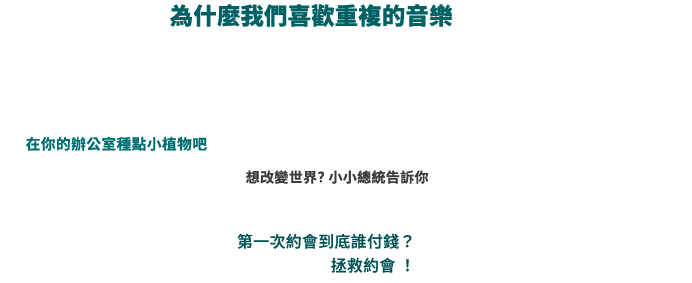 為什麼我們喜歡重複的音樂
在你的辦公室種點小植物吧
想改變世界? 小小總統告訴你
第一次約會到底誰付錢？
拯救約會 ！